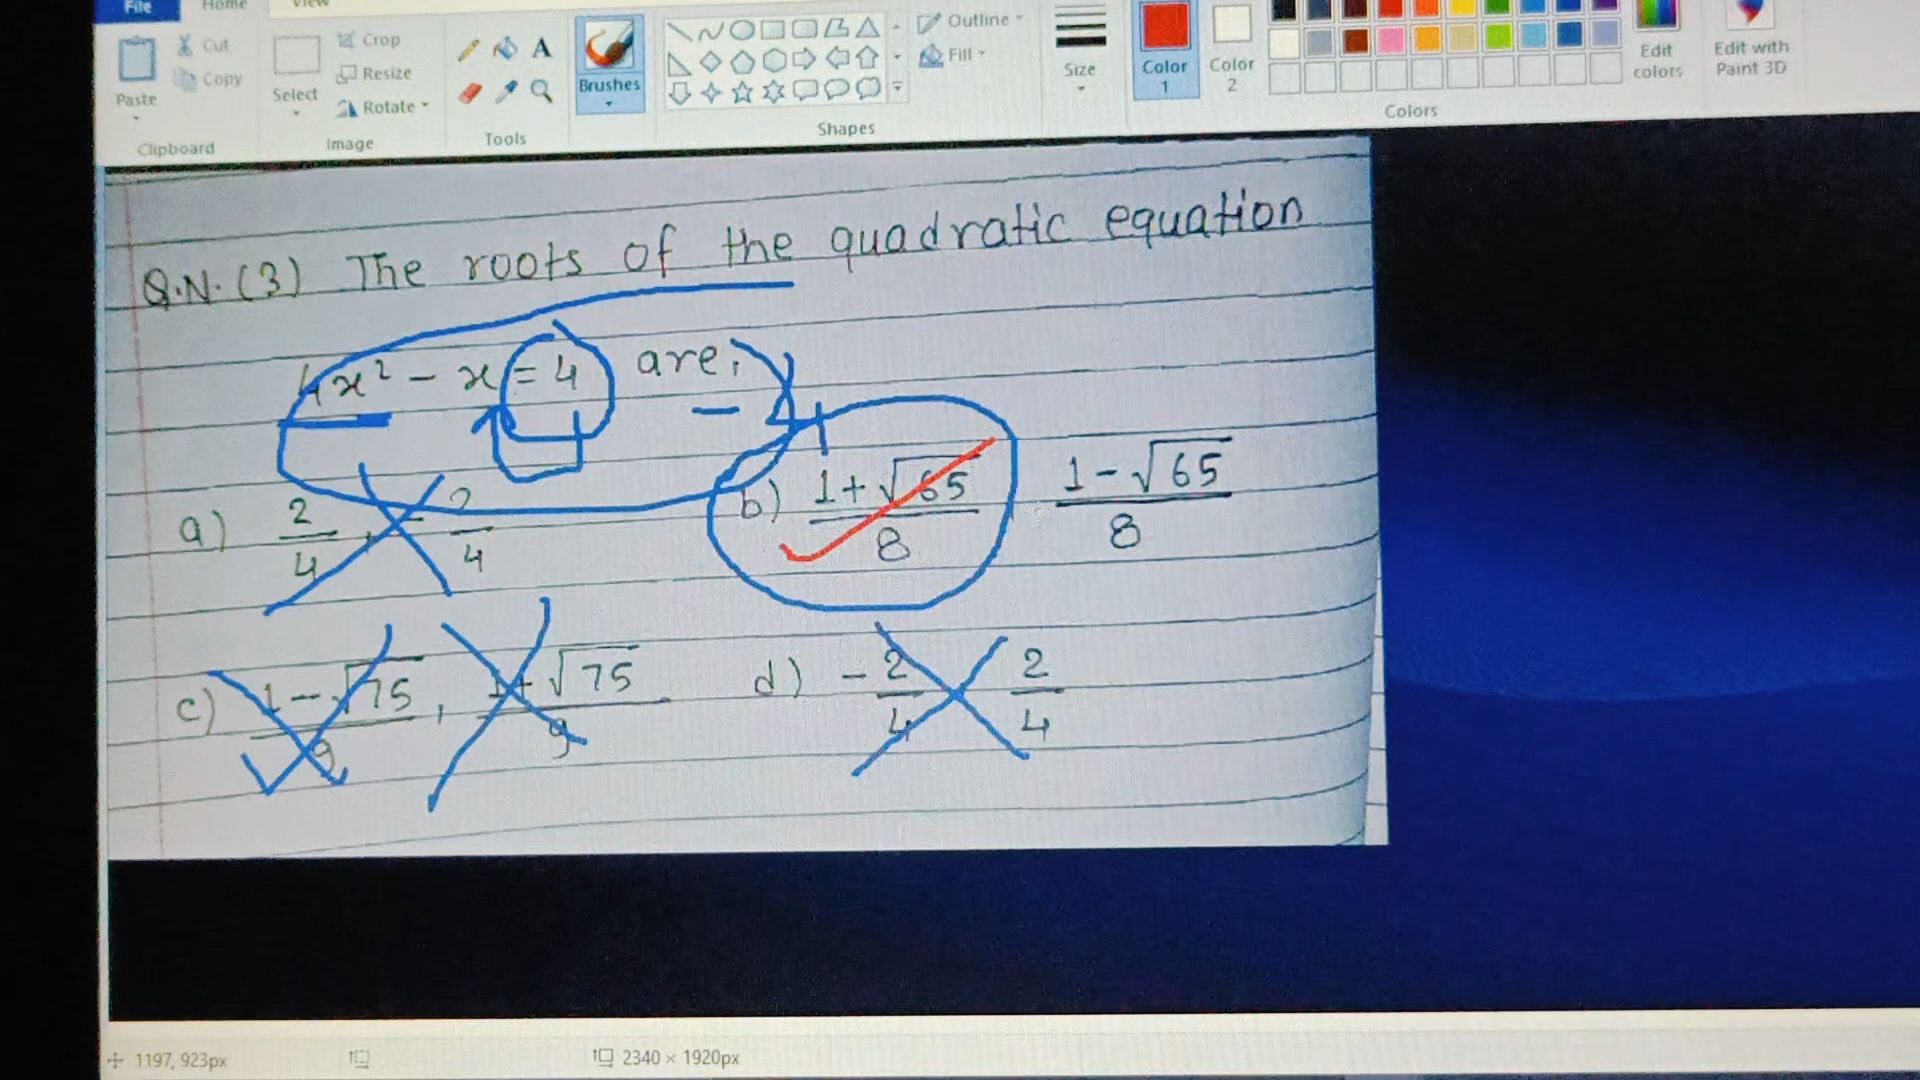 File Home View
Paste
Cut
Copy
Clipboard
Select
Crop
Resize
Rotate
Image
A
Tools
Brushes
Outline
Fill
Shapes
Size
Color 1
Color 2
Edit colors
Edit with Paint 3D
Colors
Q.N. (3) The roots of the quadratic equation
4x² - x = 4 are,
- 4
a) 2/4, -2/4 b) 1+√65/8 1-√65/8
c) 1-√75/9, 1+√75/9 d) -2/4 2/4
1197, 923px 2340 × 1920px